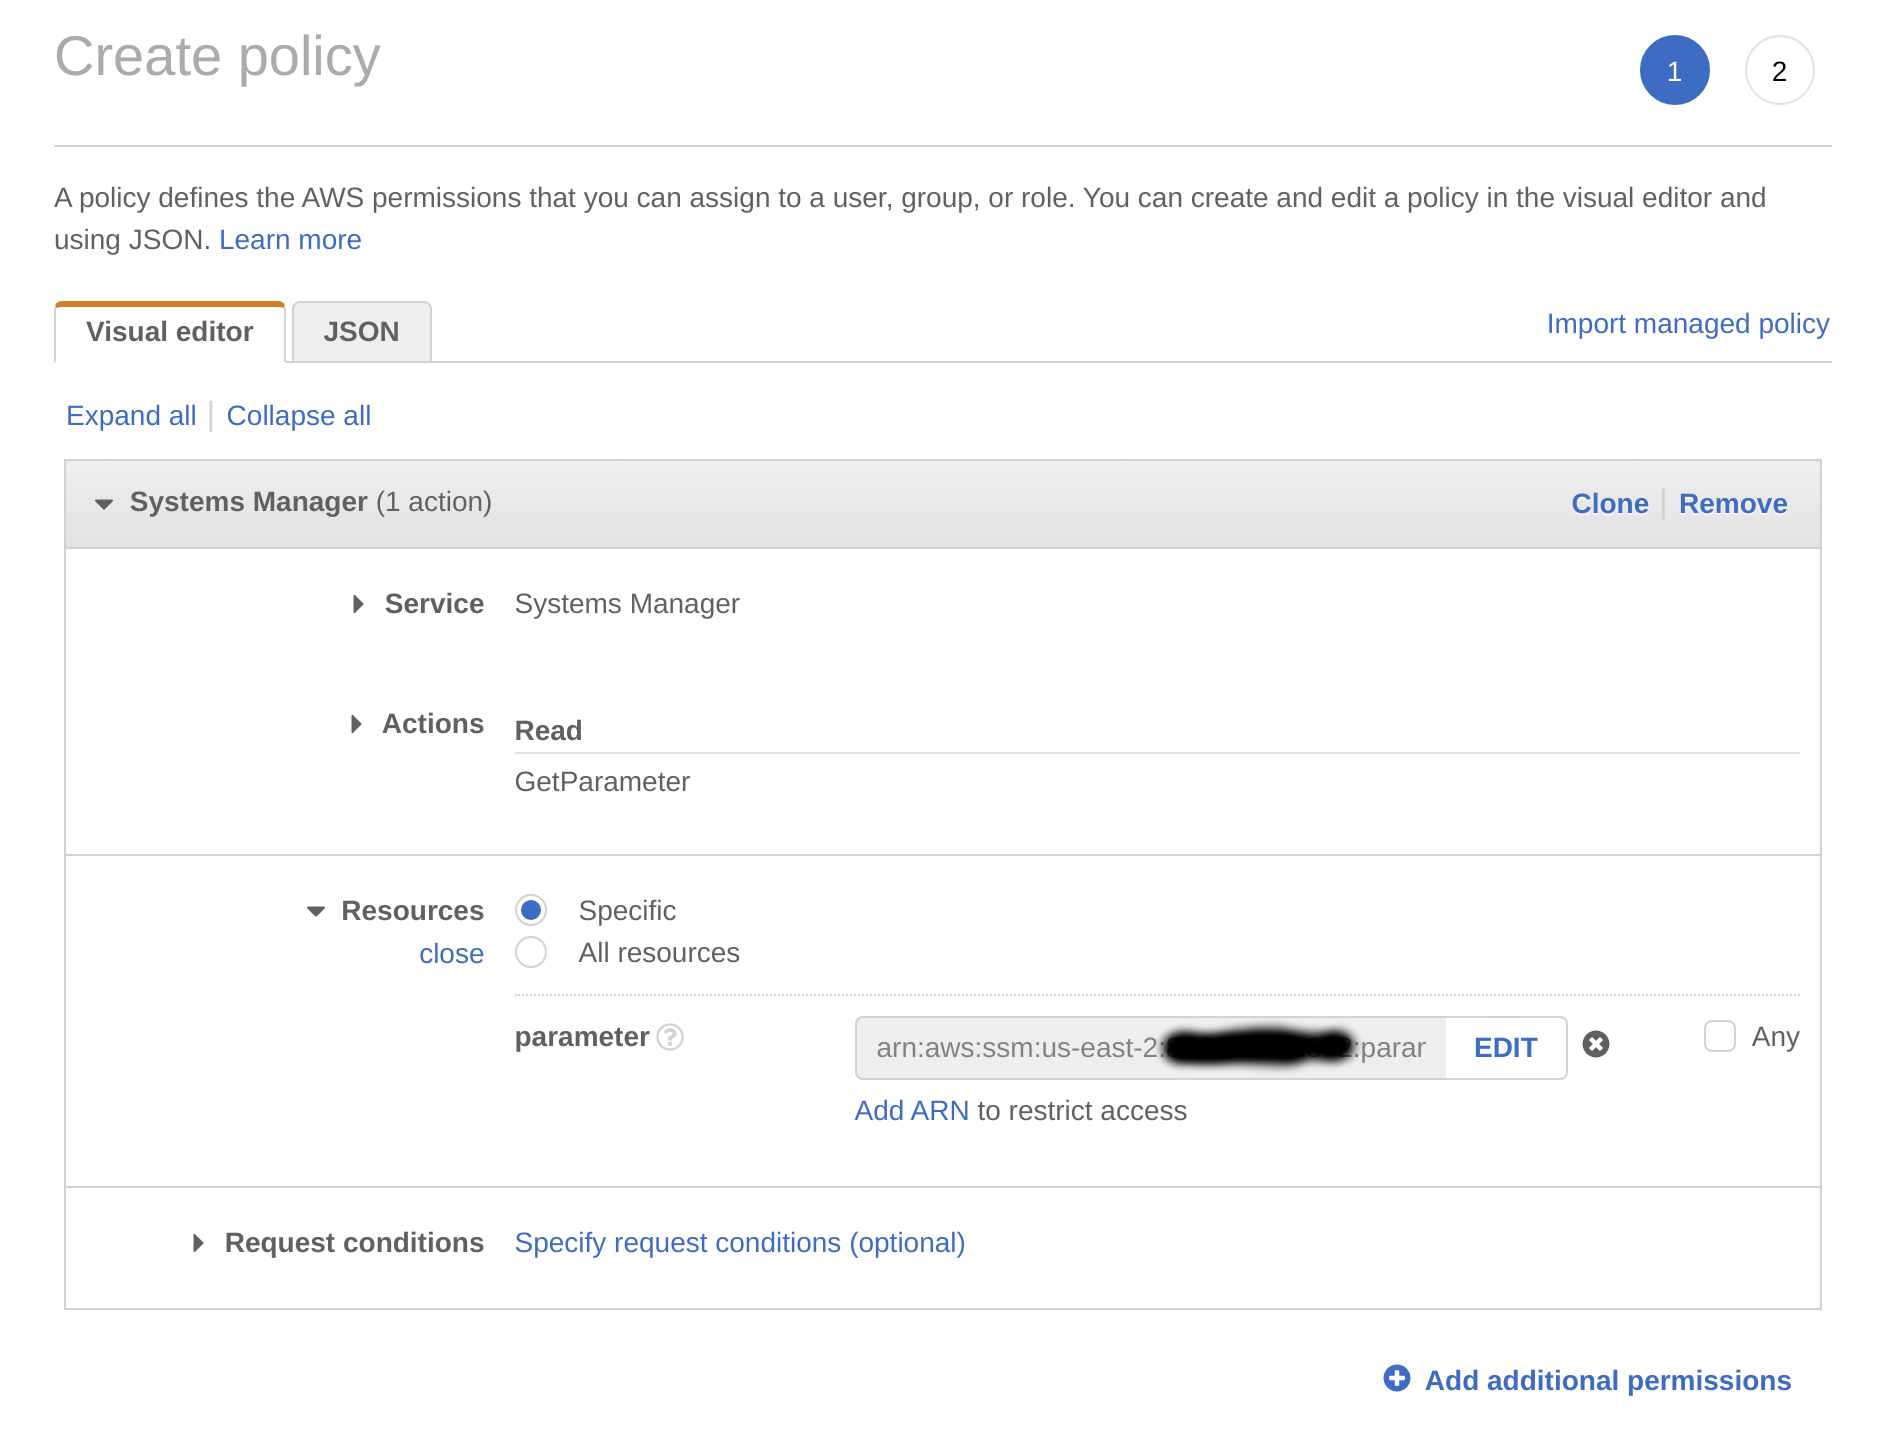 Create policy
1
2
A policy defines the AWS permissions that you can assign to a user, group, or role. You can create and edit a policy in the visual editor and
using JSON. Learn more
Visual editor
JSON
Import managed policy
Expand all
Collapse all
Systems Manager (1 action)
Clone
Remove
Service
Systems Manager
Actions
Read
GetParameter
Resources
Specific
close
All resources
parameter ?
arn:aws:ssm:us-east-2: :parar
EDIT
Any
Add ARN to restrict access
Request conditions
Specify request conditions (optional)
Add additional permissions